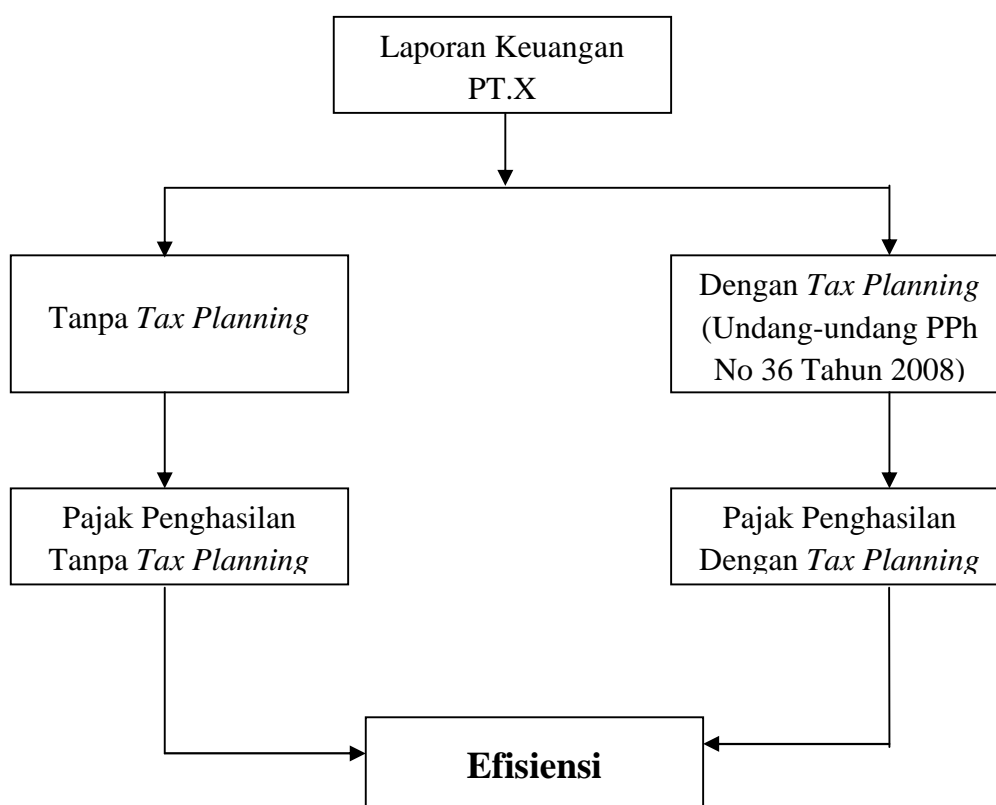 Laporan Keuangan
PT.X
Tanpa Tax Planning
Dengan Tax Planning
(Undang-undang PPh
No 36 Tahun 2008)
Pajak Penghasilan
Tanpa Tax Planning
Pajak Penghasilan
Dengan Tax Planning
Efisiensi